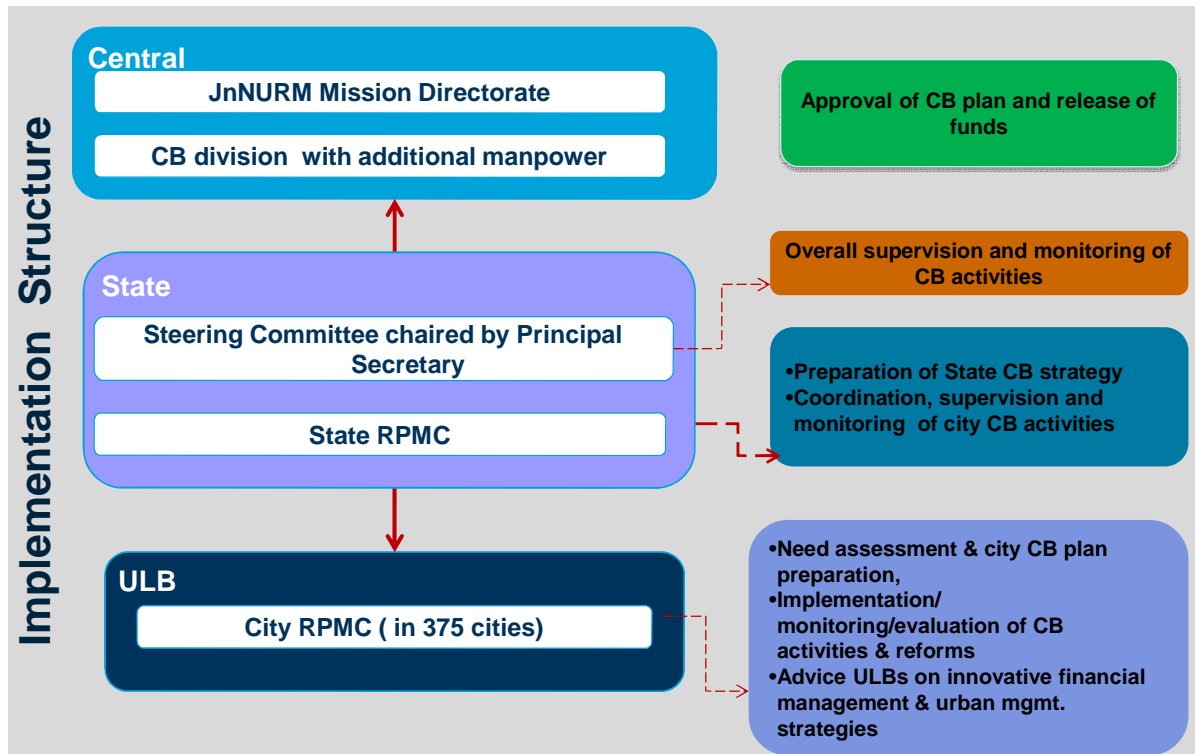 Implementation Structure
Central
JnNURM Mission Directorate
CB division with additional manpower
Approval of CB plan and release of
funds
State
Steering Committee chaired by Principal
Secretary
State RPMC
Overall supervision and monitoring of
CB activities
•Preparation of State CB strategy
•Coordination, supervision and
monitoring of city CB activities
ULB
City RPMC ( in 375 cities)
•Need assessment & city CB plan
preparation,
•Implementation/
monitoring/evaluation of CB
activities & reforms
•Advice ULBs on innovative financial
management & urban mgmt.
strategies